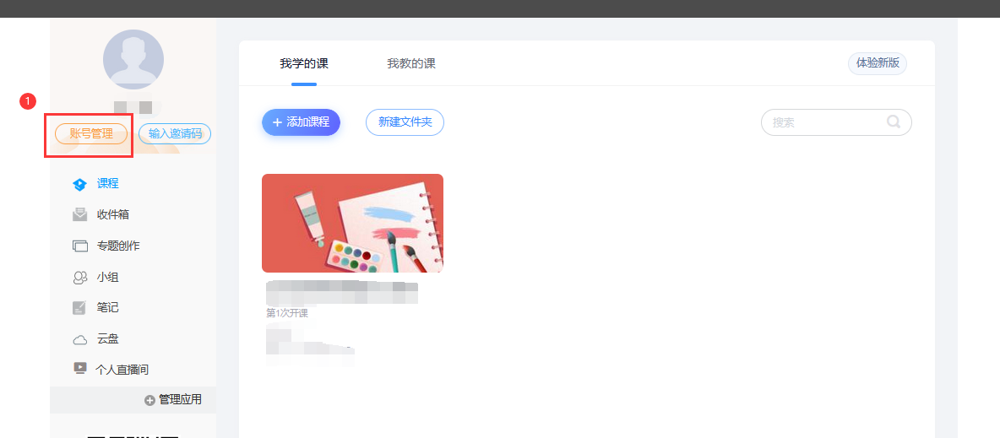 我学的课 我教的课 体验新版
1
账号管理 输入邀请码
+ 添加课程 新建文件夹 搜索
课程
收件箱
专题创作
小组
笔记
云盘
个人直播间
管理应用
第1次开课